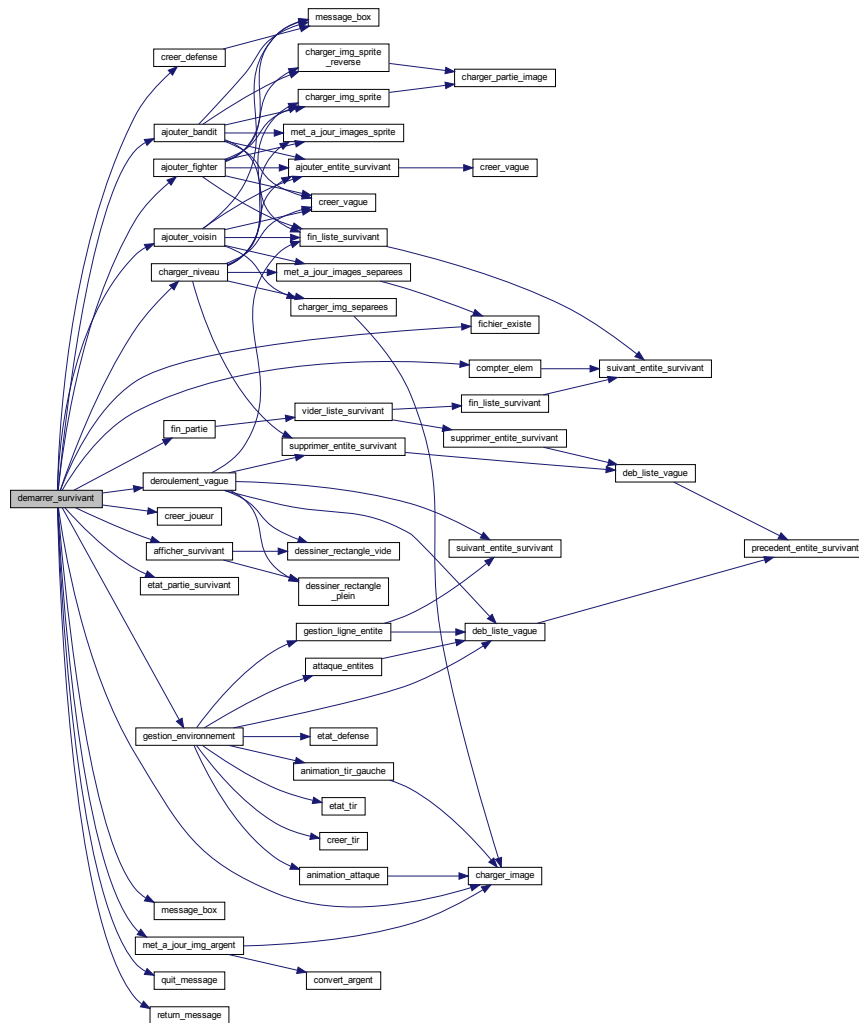 message_box
creer_defense
charger_img_sprite
_reverse
charger_partie_image
charger_img_sprite
ajouter_bandit
met_a_jour_images_sprite
ajouter_fighter
ajouter_entite_survivant
creer_vague
creer_vague
ajouter_voisin
fin_liste_survivant
charger_niveau
met_a_jour_images_separees
charger_img_separees
fichier_existe
compter_elem
suivant_entite_survivant
fin_liste_survivant
vider_liste_survivant
fin_partie
supprimer_entite_survivant
supprimer_entite_survivant
deb_liste_vague
deroulement_vague
demarrer_survivant
creer_joueur
afficher_survivant
dessiner_rectangle_vide
suivant_entite_survivant
precedent_entite_survivant
etat_partie_survivant
dessiner_rectangle
_plein
gestion_ligne_entite
deb_liste_vague
attaque_entites
gestion_environnement
etat_defense
animation_tir_gauche
etat_tir
creer_tir
animation_attaque
charger_image
message_box
met_a_jour_img_argent
quit_message
convert_argent
return_message